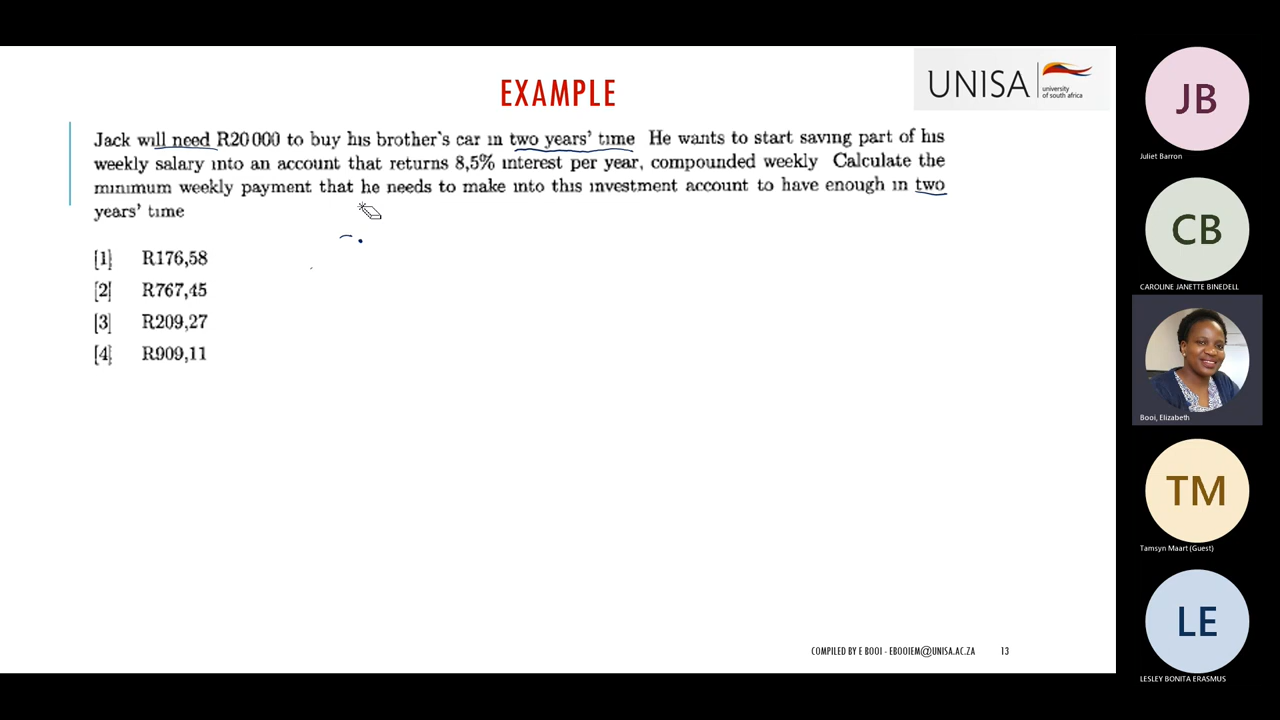 EXAMPLE
UNISA
university
of south africa
Jack will need R20 000 to buy his brother's car in two years' time He wants to start saving part of his
weekly salary into an account that returns 8,5% interest per year, compounded weekly Calculate the
minimum weekly payment that he needs to make into this investment account to have enough in two
years' time
[1] R176,58
[2] R767,45
[3] R209,27
[4] R909,11
COMPILED BY E BOOI - EBOOIEM@UNISA.AC.ZA 13
JB
Juliet Barron
CB
CAROLINE JANETTE BINEDELL
Booi, Elizabeth
TM
Tamsyn Maart (Guest)
LE
LESLEY BONITA ERASMUS